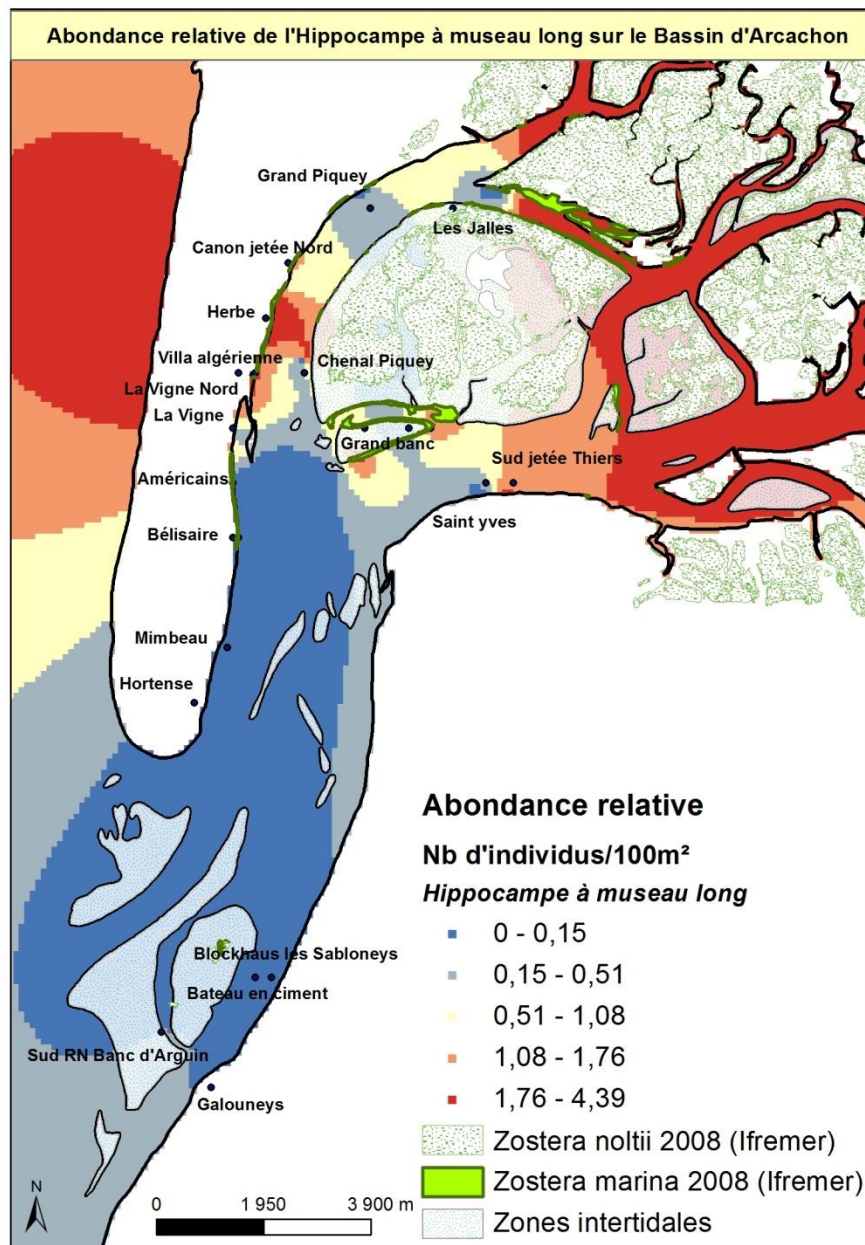 Abondance relative de l'Hippocampe à museau long sur le Bassin d'Arcachon
Grand Piquey
Les Jalles
Canon jetée Nord
Herbe
Villa algérienne
Chenal Piquey
La Vigne Nord
La Vigne
Grand banc
Américains
Sud jetée Thiers
Saint yves
Bélisaire
Mimbeau
Hortense
Blockhaus les Sabloneys
Bateau en ciment
Sud RN Banc d'Arguin
Galouneys
Abondance relative
Nb d'individus/100m²
Hippocampe à museau long
0 - 0,15
0,15 - 0,51
0,51 - 1,08
1,08 - 1,76
1,76 - 4,39
Zostera noltii 2008 (Ifremer)
Zostera marina 2008 (Ifremer)
Zones intertidales
N
0 1 950 3 900 m